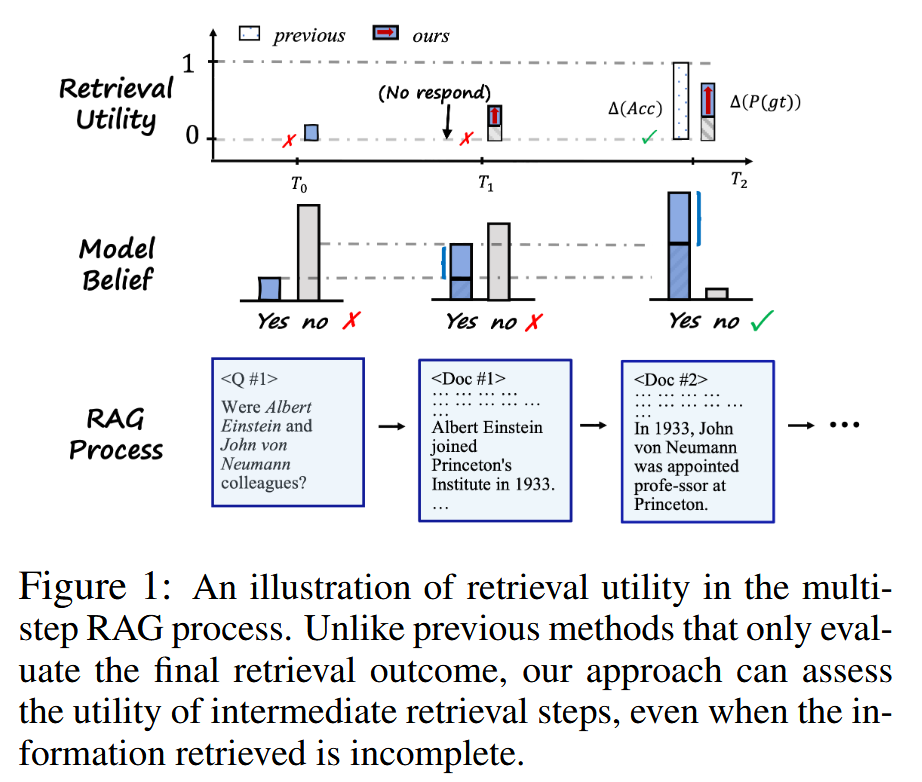 previous ours
1
Retrieval
Utility
(No respond)
Δ(Acc)
Δ(P(gt))
0
✗ ✗ ✓
T₀ T₁ T₂
Model
Belief
Yes no ✗ Yes no ✗ Yes no ✓
RAG
Process
<Q #1>
Were Albert
Einstein and
John von
Neumann
colleagues?
<Doc #1>
... ... ... ...
... ... ... ... ...
...
Albert Einstein
joined
Princeton's
Institute in 1933.
...
<Doc #2>
... ... ... ...
... ... ... ... ...
...
In 1933, John
von Neumann
was appointed
profe-ssor at
Princeton.
...
Figure 1: An illustration of retrieval utility in the multi-
step RAG process. Unlike previous methods that only eval-
uate the final retrieval outcome, our approach can assess
the utility of intermediate retrieval steps, even when the in-
formation retrieved is incomplete.